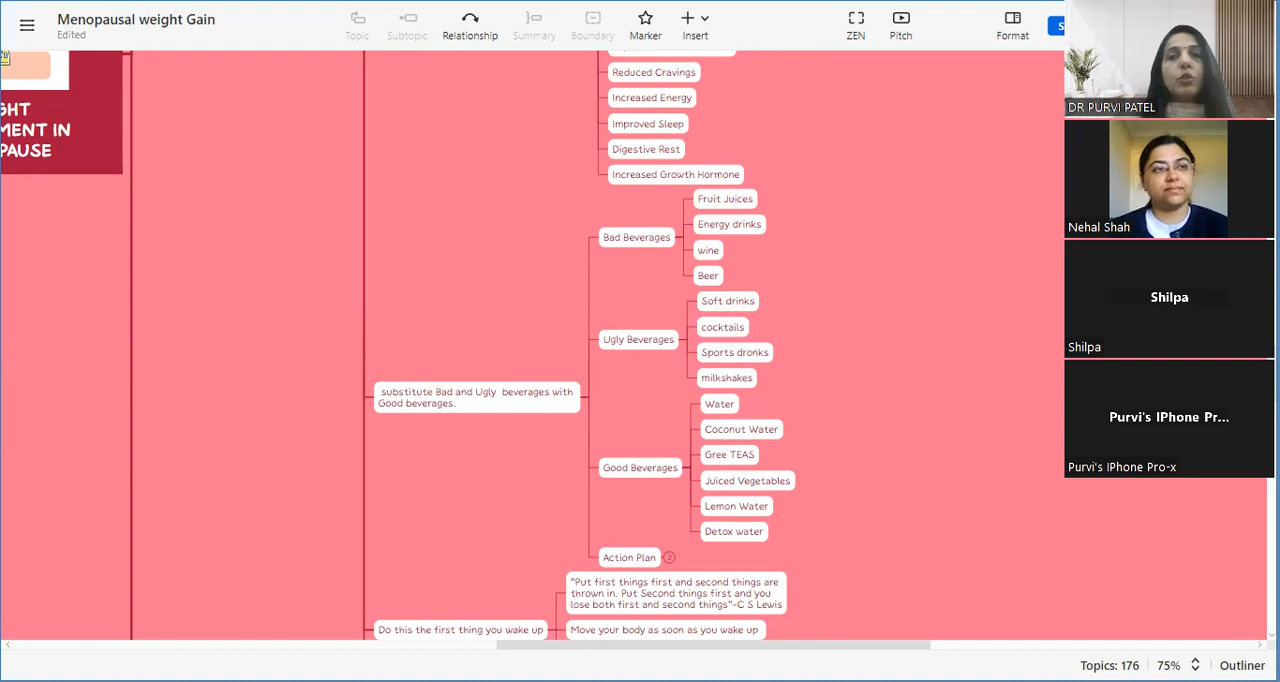 Menopausal weight Gain
Edited
Topic
Subtopic
Relationship
Summary
Boundary
Marker
Insert
ZEN
Pitch
Format
S
GHT
MENT IN
PAUSE
Reduced Cravings
Increased Energy
Improved Sleep
Digestive Rest
Increased Growth Hormone
substitute Bad and Ugly beverages with
Good beverages.
Bad Beverages
Fruit Juices
Energy drinks
wine
Beer
Ugly Beverages
Soft drinks
cocktails
Sports dronks
milkshakes
Good Beverages
Water
Coconut Water
Gree TEAS
Juiced Vegetables
Lemon Water
Detox water
Action Plan 2
Do this the first thing you wake up
"Put first things first and second things are
thrown in. Put Second things first and you
lose both first and second things"-C S Lewis
Move your body as soon as you wake up
DR PURVI PATEL
Nehal Shah
Shilpa
Shilpa
Purvi's IPhone Pr...
Purvi's IPhone Pro-x
Topics: 176
75%
Outliner